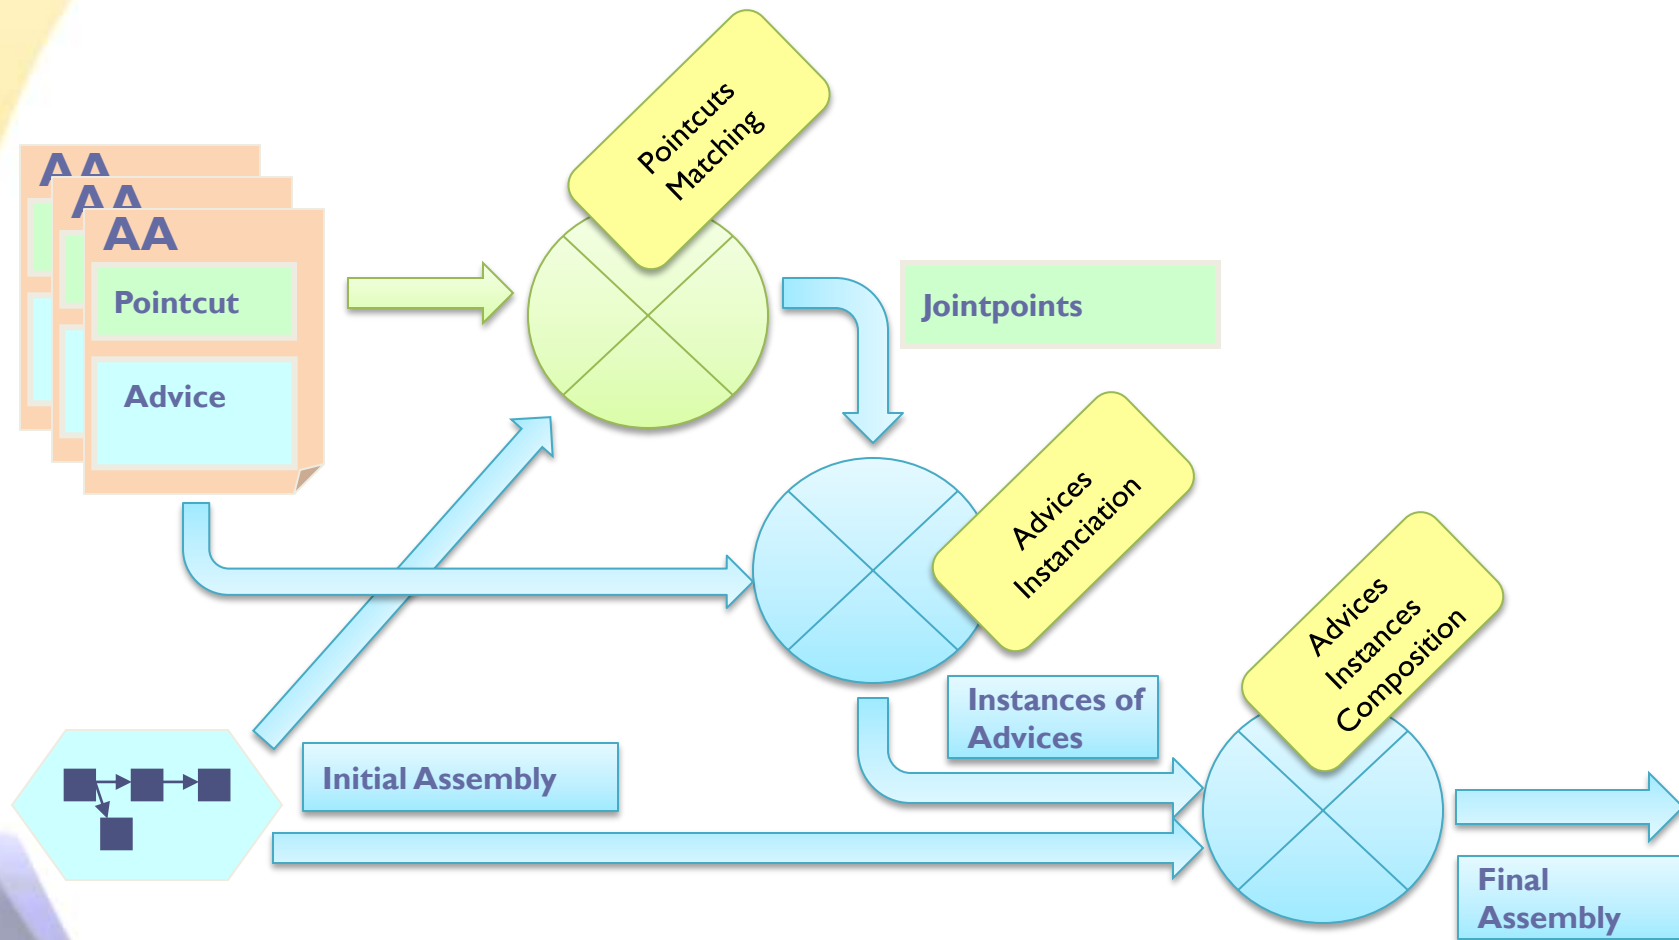 Pointcuts
Matching
AA
AA
AA
Pointcut
Advice
Jointpoints
Advices
Instanciation
Advices
Instances
Composition
Instances of
Advices
Initial Assembly
Final
Assembly